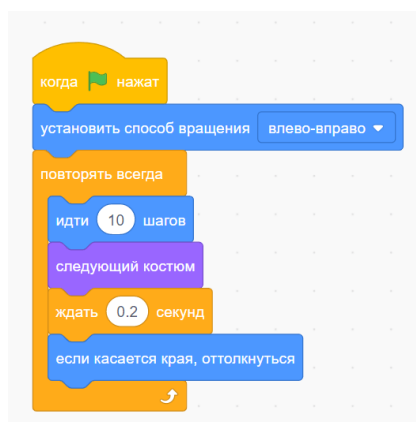 когда нажат
установить способ вращения влево-вправо
повторять всегда
идти 10 шагов
следующий костюм
ждать 0.2 секунд
если касается края, оттолкнуться